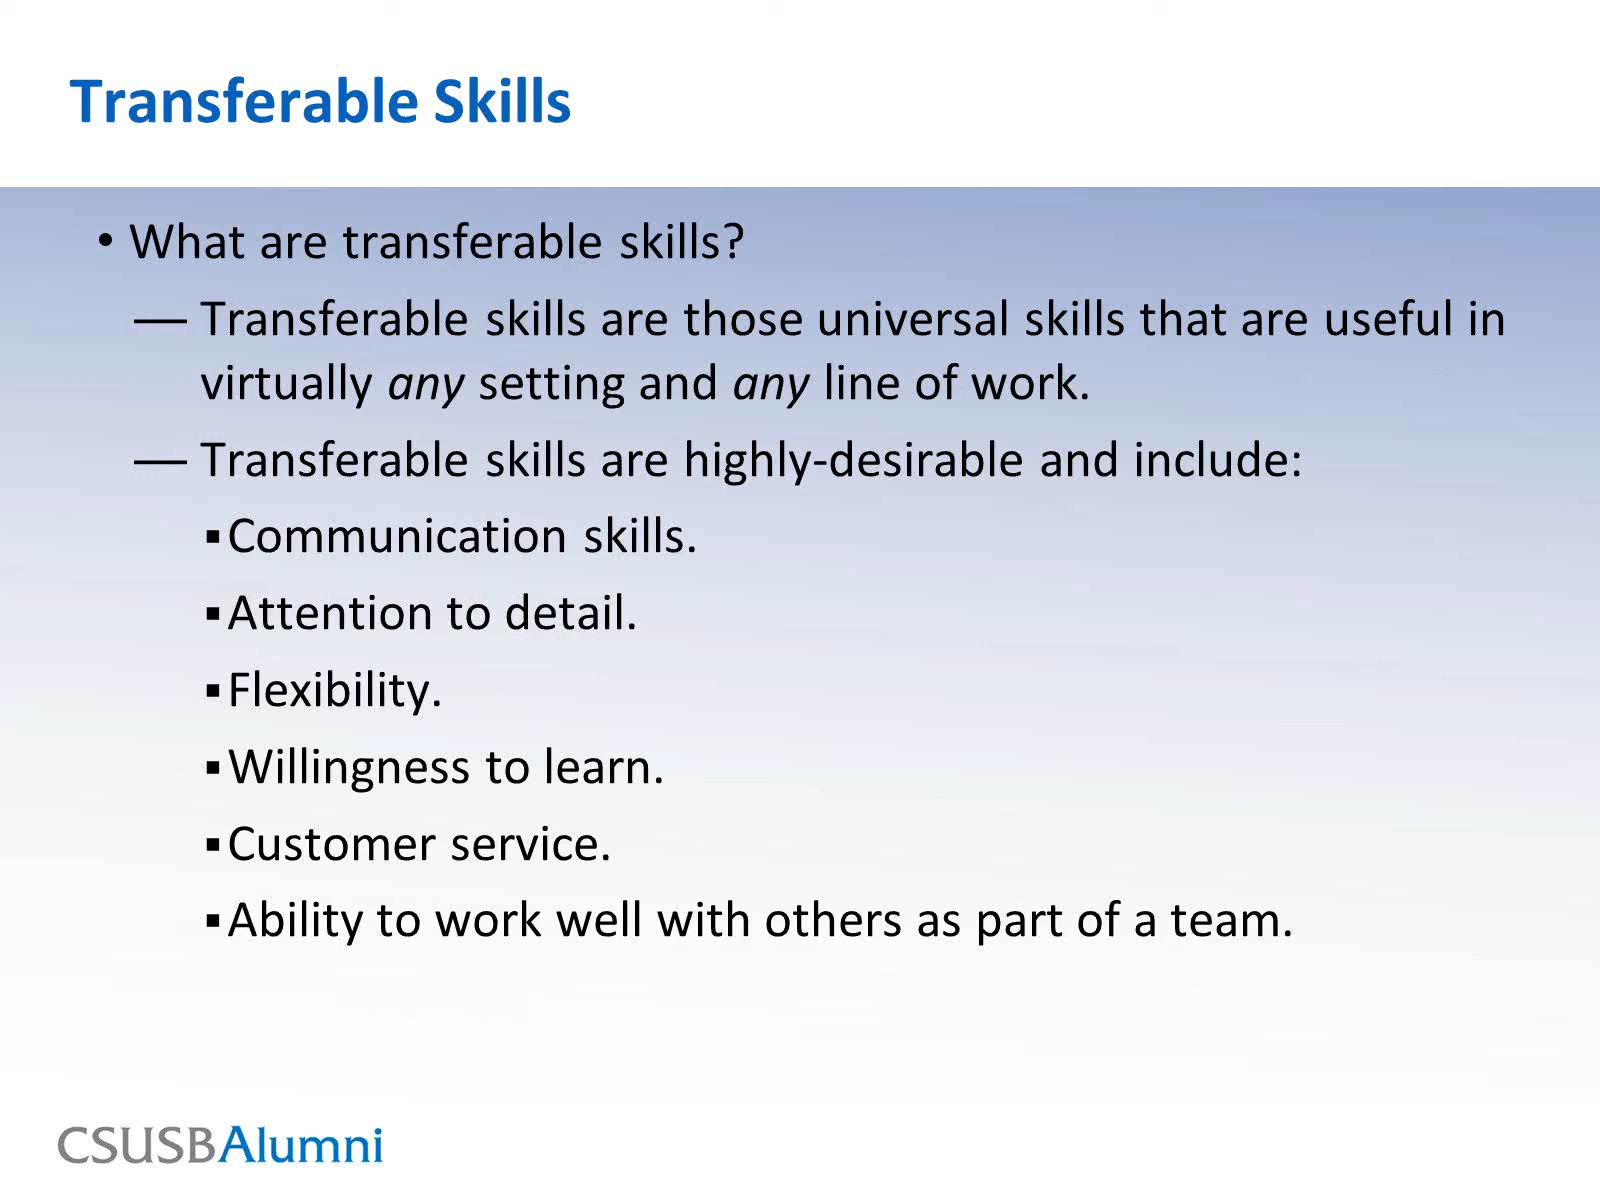 Transferable Skills
• What are transferable skills?
— Transferable skills are those universal skills that are useful in
virtually any setting and any line of work.
— Transferable skills are highly-desirable and include:
▪Communication skills.
▪Attention to detail.
▪Flexibility.
▪Willingness to learn.
▪Customer service.
▪Ability to work well with others as part of a team.
CSUSBAlumni